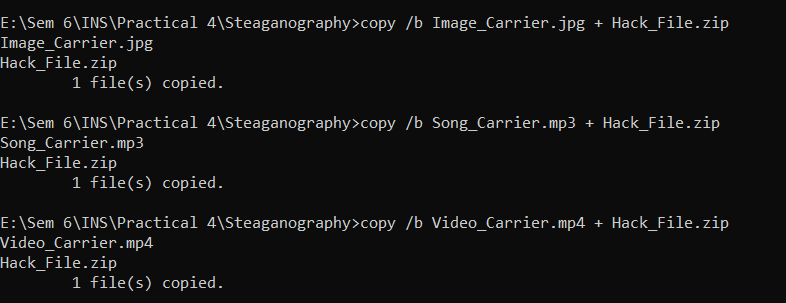 E:\Sem 6\INS\Practical 4\Steaganography>copy /b Image_Carrier.jpg + Hack_File.zip
Image_Carrier.jpg
Hack_File.zip
        1 file(s) copied.
E:\Sem 6\INS\Practical 4\Steaganography>copy /b Song_Carrier.mp3 + Hack_File.zip
Song_Carrier.mp3
Hack_File.zip
        1 file(s) copied.
E:\Sem 6\INS\Practical 4\Steaganography>copy /b Video_Carrier.mp4 + Hack_File.zip
Video_Carrier.mp4
Hack_File.zip
        1 file(s) copied.